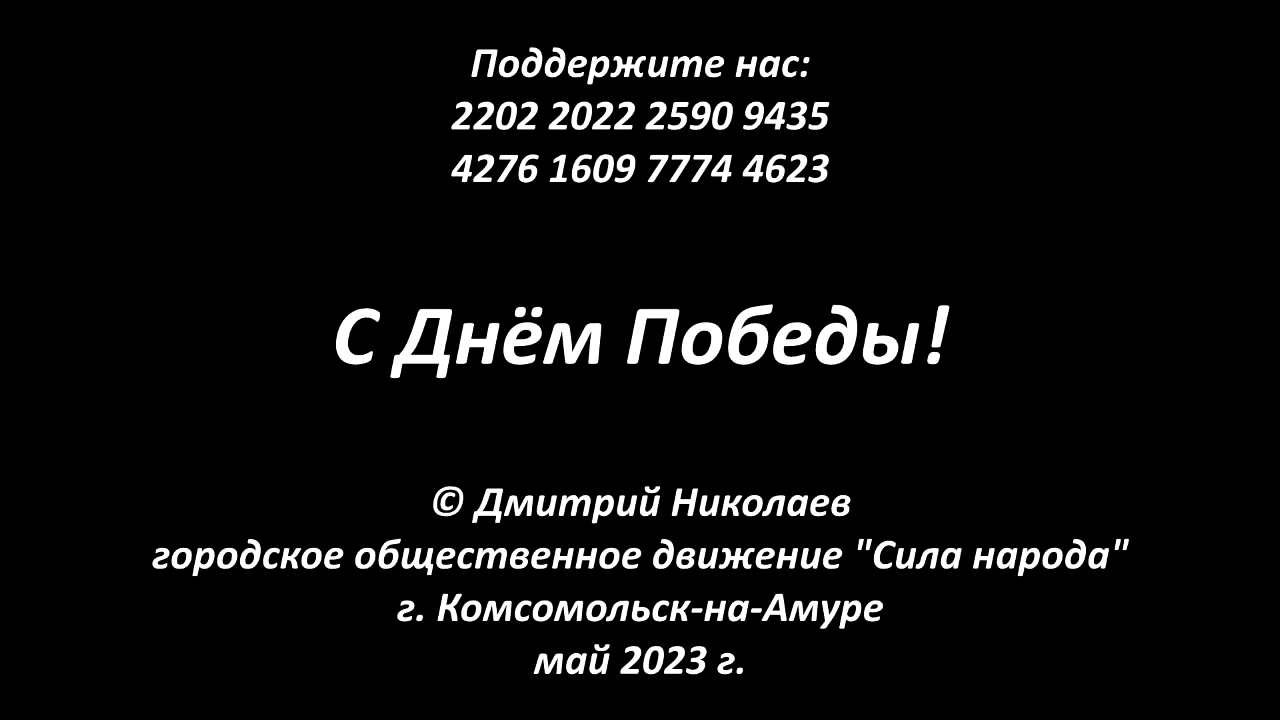 Поддержите нас:
2202 2022 2590 9435
4276 1609 7774 4623
С Днём Победы!
© Дмитрий Николаев
городское общественное движение "Сила народа"
г. Комсомольск-на-Амуре
май 2023 г.